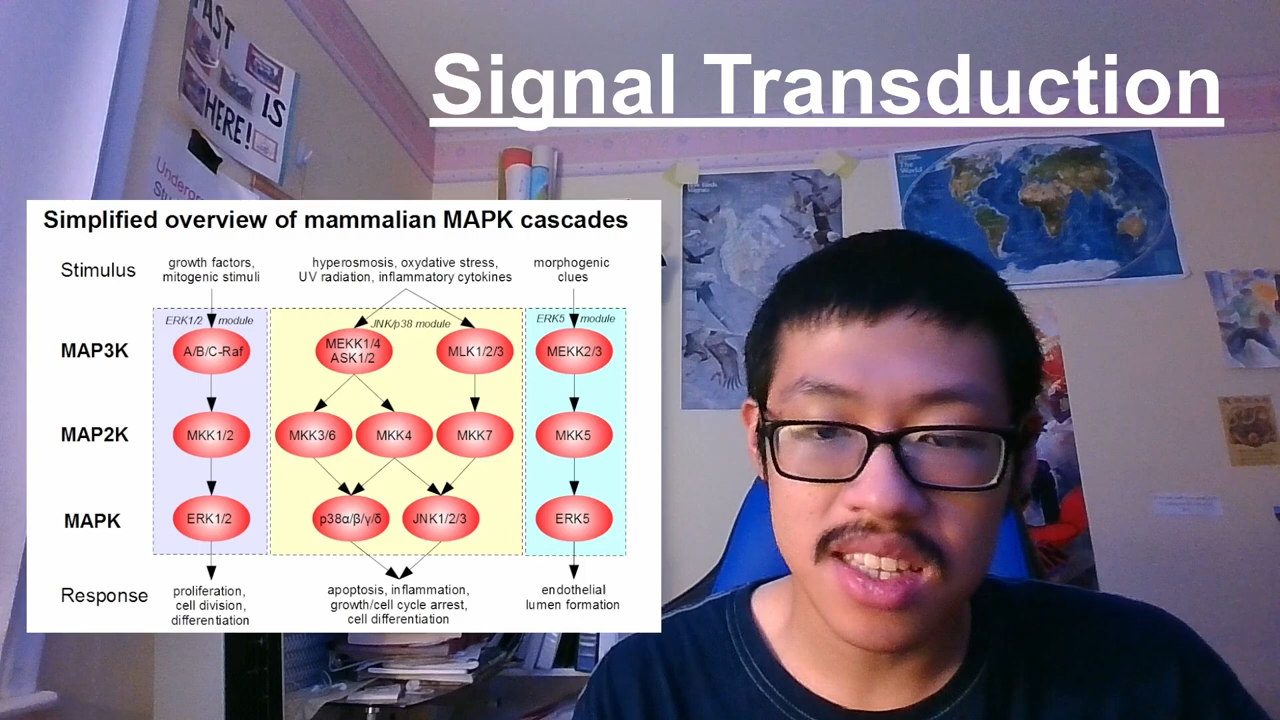 Signal Transduction
FAST
IS
HERE!
Undergr
Simplified overview of mammalian MAPK cascades
Stimulus
growth factors,
mitogenic stimuli
hyperosmosis, oxydative stress,
UV radiation, inflammatory cytokines
morphogenic
clues
ERK1/2 module
JNK/p38 module
ERK5 module
MAP3K
A/B/C-Raf
MEKK1/4
ASK1/2
MLK1/2/3
MEKK2/3
MAP2K
MKK1/2
MKK3/6
MKK4
MKK7
MKK5
MAPK
ERK1/2
p38α/β/γ/δ
JNK1/2/3
ERK5
Response
proliferation,
cell division,
differentiation
apoptosis, inflammation,
growth/cell cycle arrest,
cell differentiation
endothelial
lumen formation